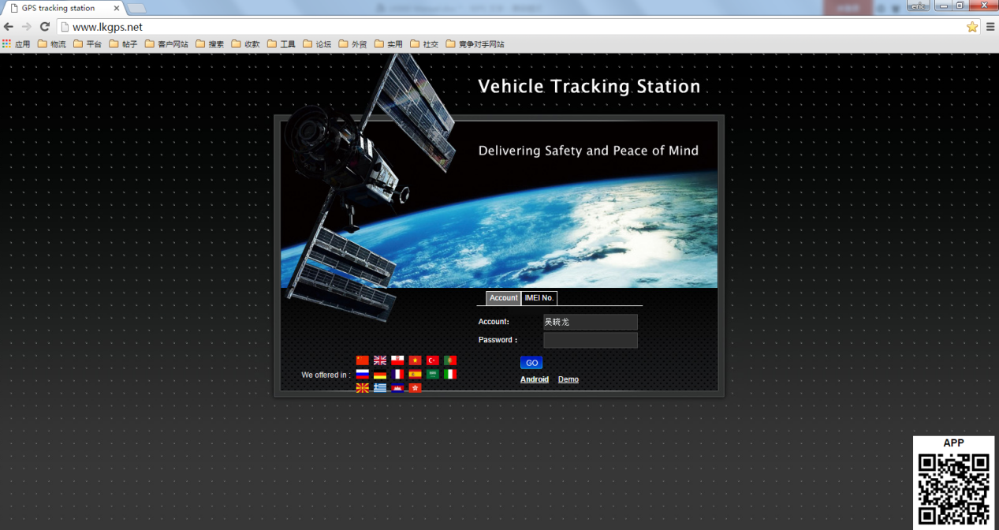 GPS tracking station
eric
www.lkgps.net
应用 物流 平台 帖子 客户网站 搜索 收款 工具 论坛 外贸 实用 社交 竞争对手网站
Vehicle Tracking Station
Delivering Safety and Peace of Mind
Account IMEI No.
Account: 吴晓龙
Password :
GO
We offered in :
Android Demo
APP